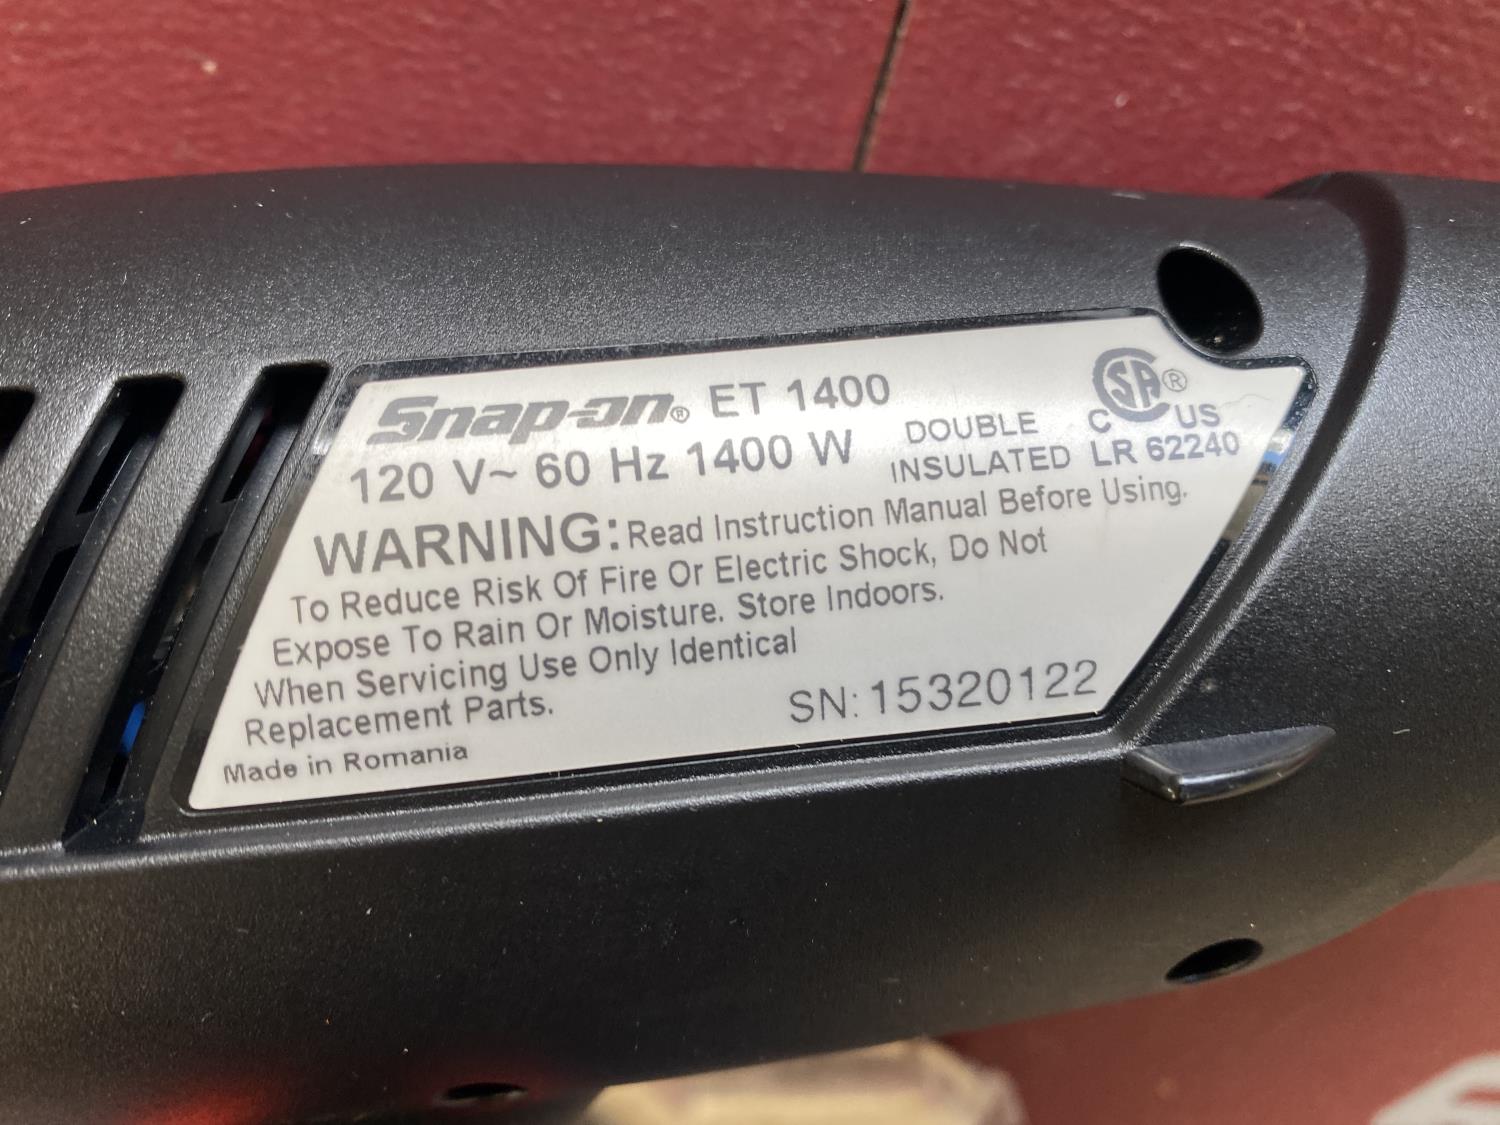 Snap-on® ET 1400
120 V~ 60 Hz 1400 W
DOUBLE
INSULATED
CSA®
C US
LR 62240
WARNING: Read Instruction Manual Before Using.
To Reduce Risk Of Fire Or Electric Shock, Do Not
Expose To Rain Or Moisture. Store Indoors.
When Servicing Use Only Identical
Replacement Parts.
SN: 15320122
Made in Romania